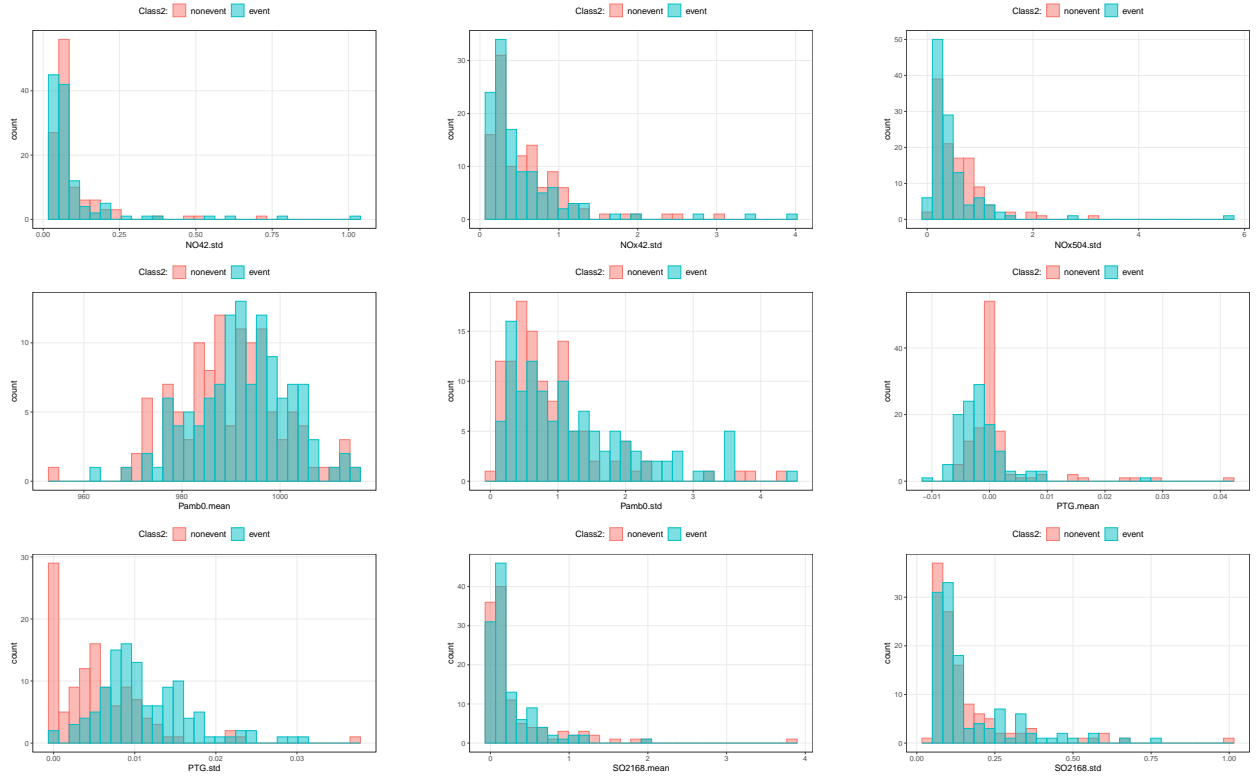 Class2: nonevent event
count
40
20
0
0.00 0.25 0.50 0.75 1.00
NO42.std
Class2: nonevent event
count
30
20
10
0
0 1 2 3 4
NOx42.std
Class2: nonevent event
count
50
40
30
20
10
0
0 2 4 6
NOx504.std
Class2: nonevent event
count
10
5
0
960 980 1000
Pamb0.mean
Class2: nonevent event
count
15
10
5
0
0 1 2 3 4
Pamb0.std
Class2: nonevent event
count
40
20
0
−0.01 0.00 0.01 0.02 0.03 0.04
PTG.mean
Class2: nonevent event
count
30
20
10
0
0.00 0.01 0.02 0.03
PTG.std
Class2: nonevent event
count
40
30
20
10
0
0 1 2 3 4
SO2168.mean
Class2: nonevent event
count
30
20
10
0
0.00 0.25 0.50 0.75 1.00
SO2168.std